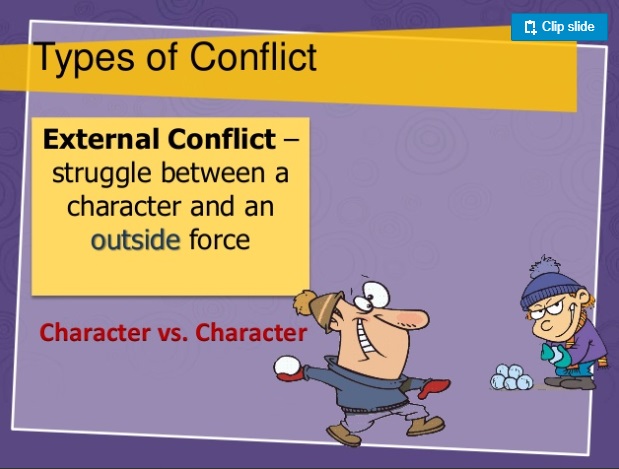 Clip slide
Types of Conflict
External Conflict –
struggle between a
character and an
outside force
Character vs. Character